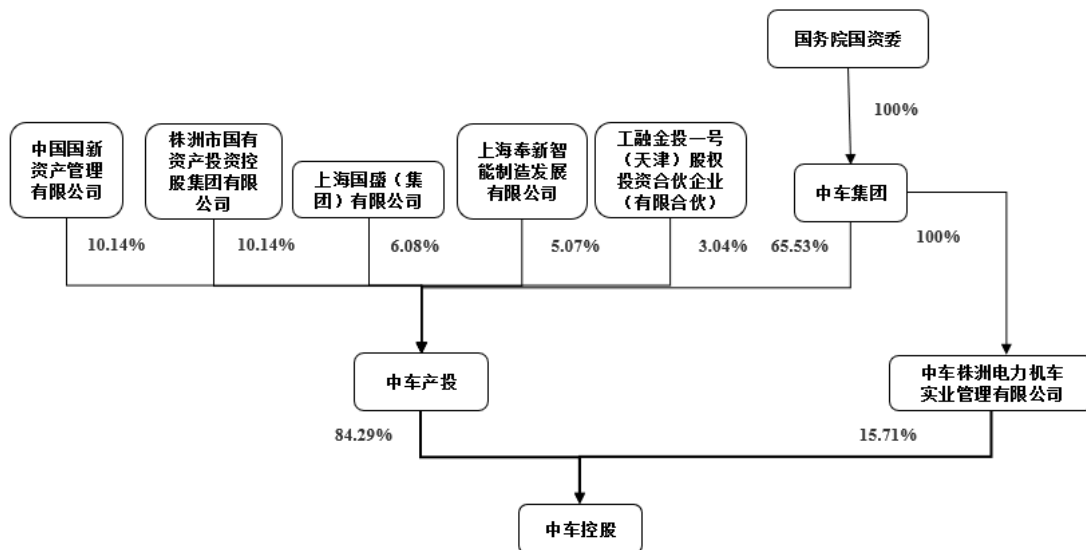 国务院国资委
100%
中国国新
资产管理
有限公司
株洲市国有
资产投资控
股集团有限
公司
上海国盛（集
团）有限公司
上海奉新智
能制造发展
有限公司
工融金投一号
（天津）股权
投资合伙企业
（有限合伙）
中车集团
10.14%
10.14%
6.08%
5.07%
3.04%
65.53%
100%
中车产投
中车株洲电力机车
实业管理有限公司
84.29%
15.71%
中车控股